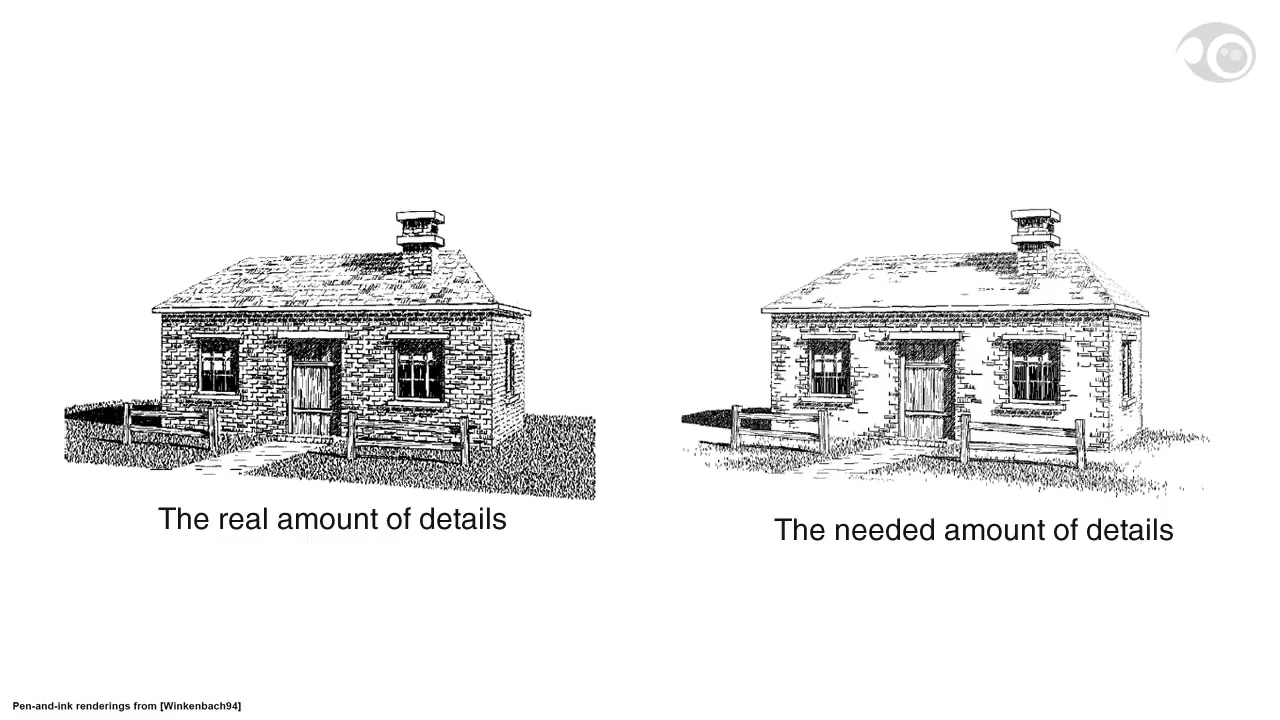 The real amount of details
The needed amount of details
Pen-and-ink renderings from [Winkenbach94]